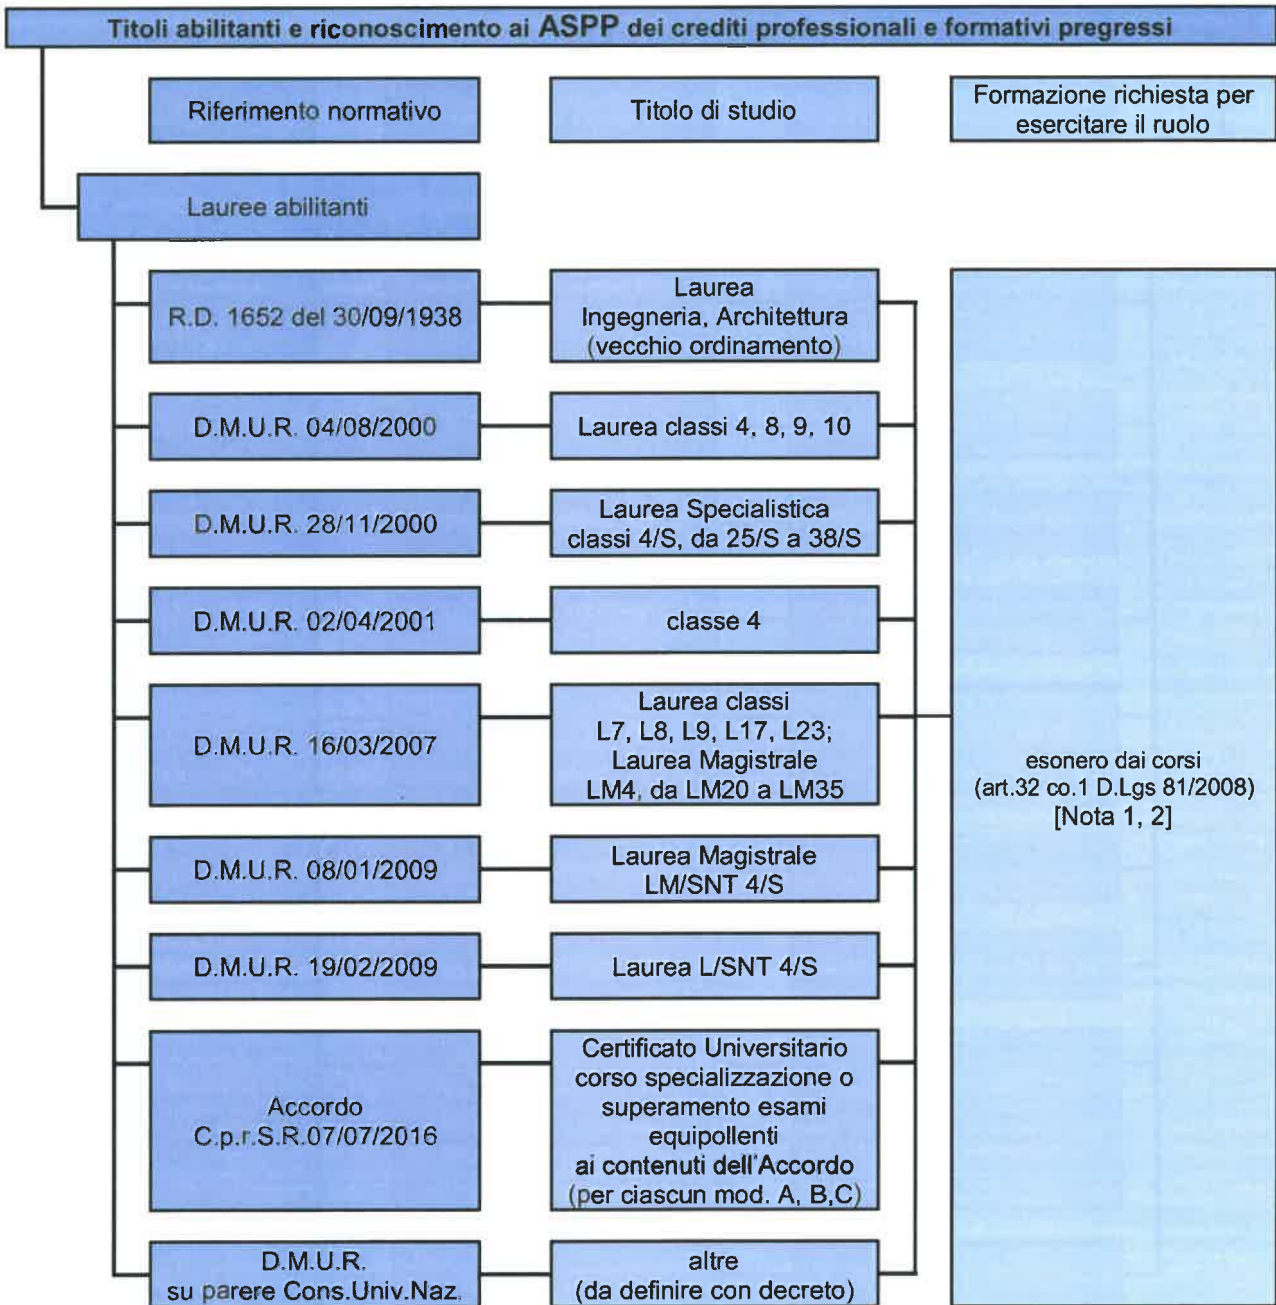 Titoli abilitanti e riconoscimento ai ASPP dei crediti professionali e formativi pregressi
Riferimento normativo
Titolo di studio
Formazione richiesta per
esercitare il ruolo
Lauree abilitanti
R.D. 1652 del 30/09/1938
Laurea
Ingegneria, Architettura
(vecchio ordinamento)
D.M.U.R. 04/08/2000
Laurea classi 4, 8, 9, 10
D.M.U.R. 28/11/2000
Laurea Specialistica
classi 4/S, da 25/S a 38/S
D.M.U.R. 02/04/2001
classe 4
D.M.U.R. 16/03/2007
Laurea classi
L7, L8, L9, L17, L23;
Laurea Magistrale
LM4, da LM20 a LM35
esonero dai corsi
(art.32 co.1 D.Lgs 81/2008)
[Nota 1, 2]
D.M.U.R. 08/01/2009
Laurea Magistrale
LM/SNT 4/S
D.M.U.R. 19/02/2009
Laurea L/SNT 4/S
Accordo
C.p.r.S.R.07/07/2016
Certificato Universitario
corso specializzazione o
superamento esami
equipollenti
ai contenuti dell'Accordo
(per ciascun mod. A, B,C)
D.M.U.R.
su parere Cons.Univ.Naz.
altre
(da definire con decreto)